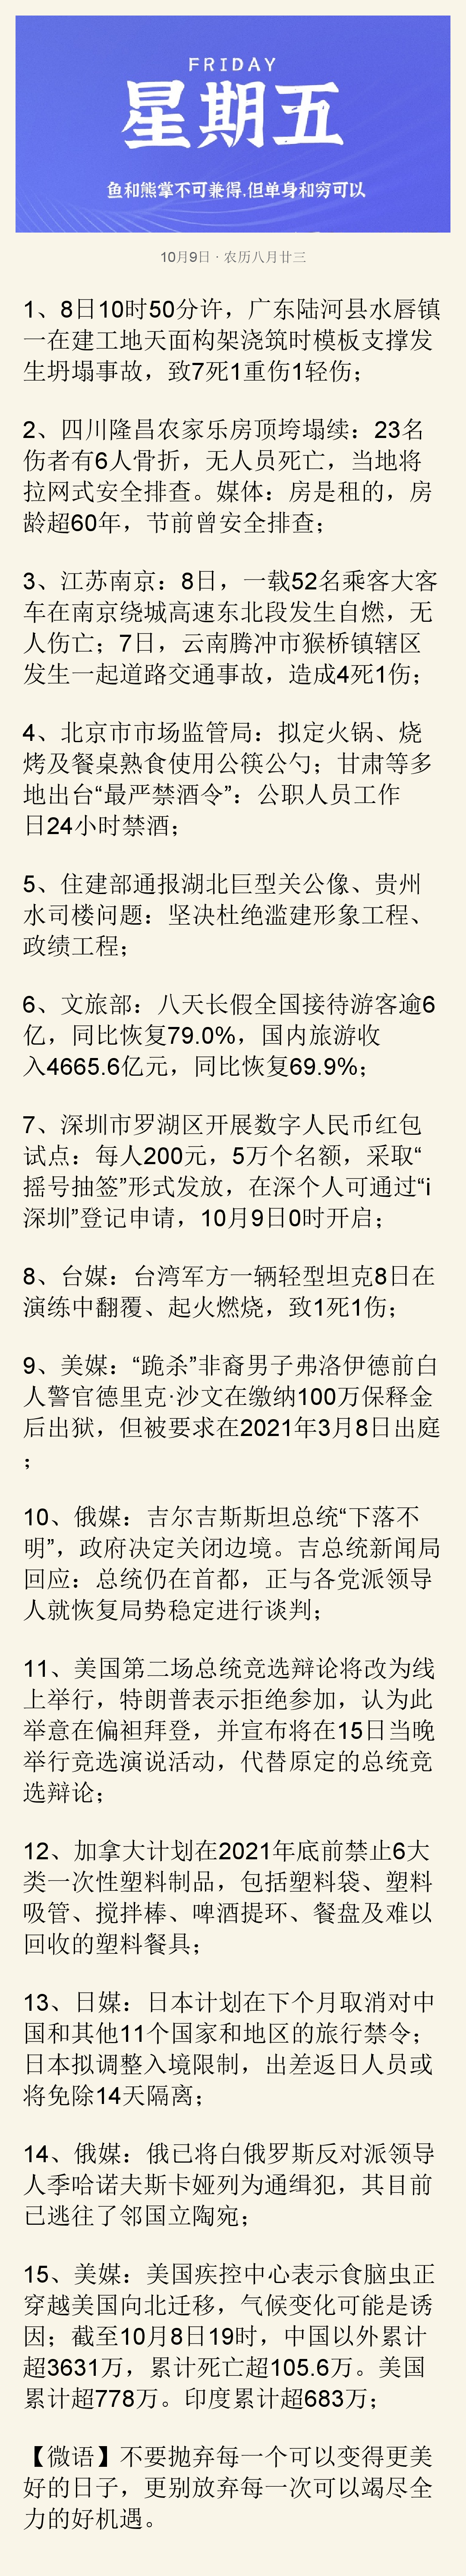 FRIDAY
星期五
鱼和熊掌不可兼得,但单身和穷可以
10月9日 · 农历八月廿三
1、8日10时50分许，广东陆河县水唇镇
一在建工地天面构架浇筑时模板支撑发
生坍塌事故，致7死1重伤1轻伤；
2、四川隆昌农家乐房顶垮塌续：23名
伤者有6人骨折，无人员死亡，当地将
拉网式安全排查。媒体：房是租的，房
龄超60年，节前曾安全排查；
3、江苏南京：8日，一载52名乘客大客
车在南京绕城高速东北段发生自燃，无
人伤亡；7日，云南腾冲市猴桥镇辖区
发生一起道路交通事故，造成4死1伤；
4、北京市市场监管局：拟定火锅、烧
烤及餐桌熟食使用公筷公勺；甘肃等多
地出台“最严禁酒令”：公职人员工作
日24小时禁酒；
5、住建部通报湖北巨型关公像、贵州
水司楼问题：坚决杜绝滥建形象工程、
政绩工程；
6、文旅部：八天长假全国接待游客逾6
亿，同比恢复79.0%，国内旅游收
入4665.6亿元，同比恢复69.9%；
7、深圳市罗湖区开展数字人民币红包
试点：每人200元，5万个名额，采取“
摇号抽签”形式发放，在深个人可通过“i
深圳”登记申请，10月9日0时开启；
8、台媒：台湾军方一辆轻型坦克8日在
演练中翻覆、起火燃烧，致1死1伤；
9、美媒：“跪杀”非裔男子弗洛伊德前白
人警官德里克·沙文在缴纳100万保释金
后出狱，但被要求在2021年3月8日出庭
；
10、俄媒：吉尔吉斯斯坦总统“下落不
明”，政府决定关闭边境。吉总统新闻局
回应：总统仍在首都，正与各党派领导
人就恢复局势稳定进行谈判；
11、美国第二场总统竞选辩论将改为线
上举行，特朗普表示拒绝参加，认为此
举意在偏袒拜登，并宣布将在15日当晚
举行竞选演说活动，代替原定的总统竞
选辩论；
12、加拿大计划在2021年底前禁止6大
类一次性塑料制品，包括塑料袋、塑料
吸管、搅拌棒、啤酒提环、餐盘及难以
回收的塑料餐具；
13、日媒：日本计划在下个月取消对中
国和其他11个国家和地区的旅行禁令；
日本拟调整入境限制，出差返日人员或
将免除14天隔离；
14、俄媒：俄已将白俄罗斯反对派领导
人季哈诺夫斯卡娅列为通缉犯，其目前
已逃往了邻国立陶宛；
15、美媒：美国疾控中心表示食脑虫正
穿越美国向北迁移，气候变化可能是诱
因；截至10月8日19时，中国以外累计
超3631万，累计死亡超105.6万。美国
累计超778万。印度累计超683万；
【微语】不要抛弃每一个可以变得更美
好的日子，更别放弃每一次可以竭尽全
力的好机遇。